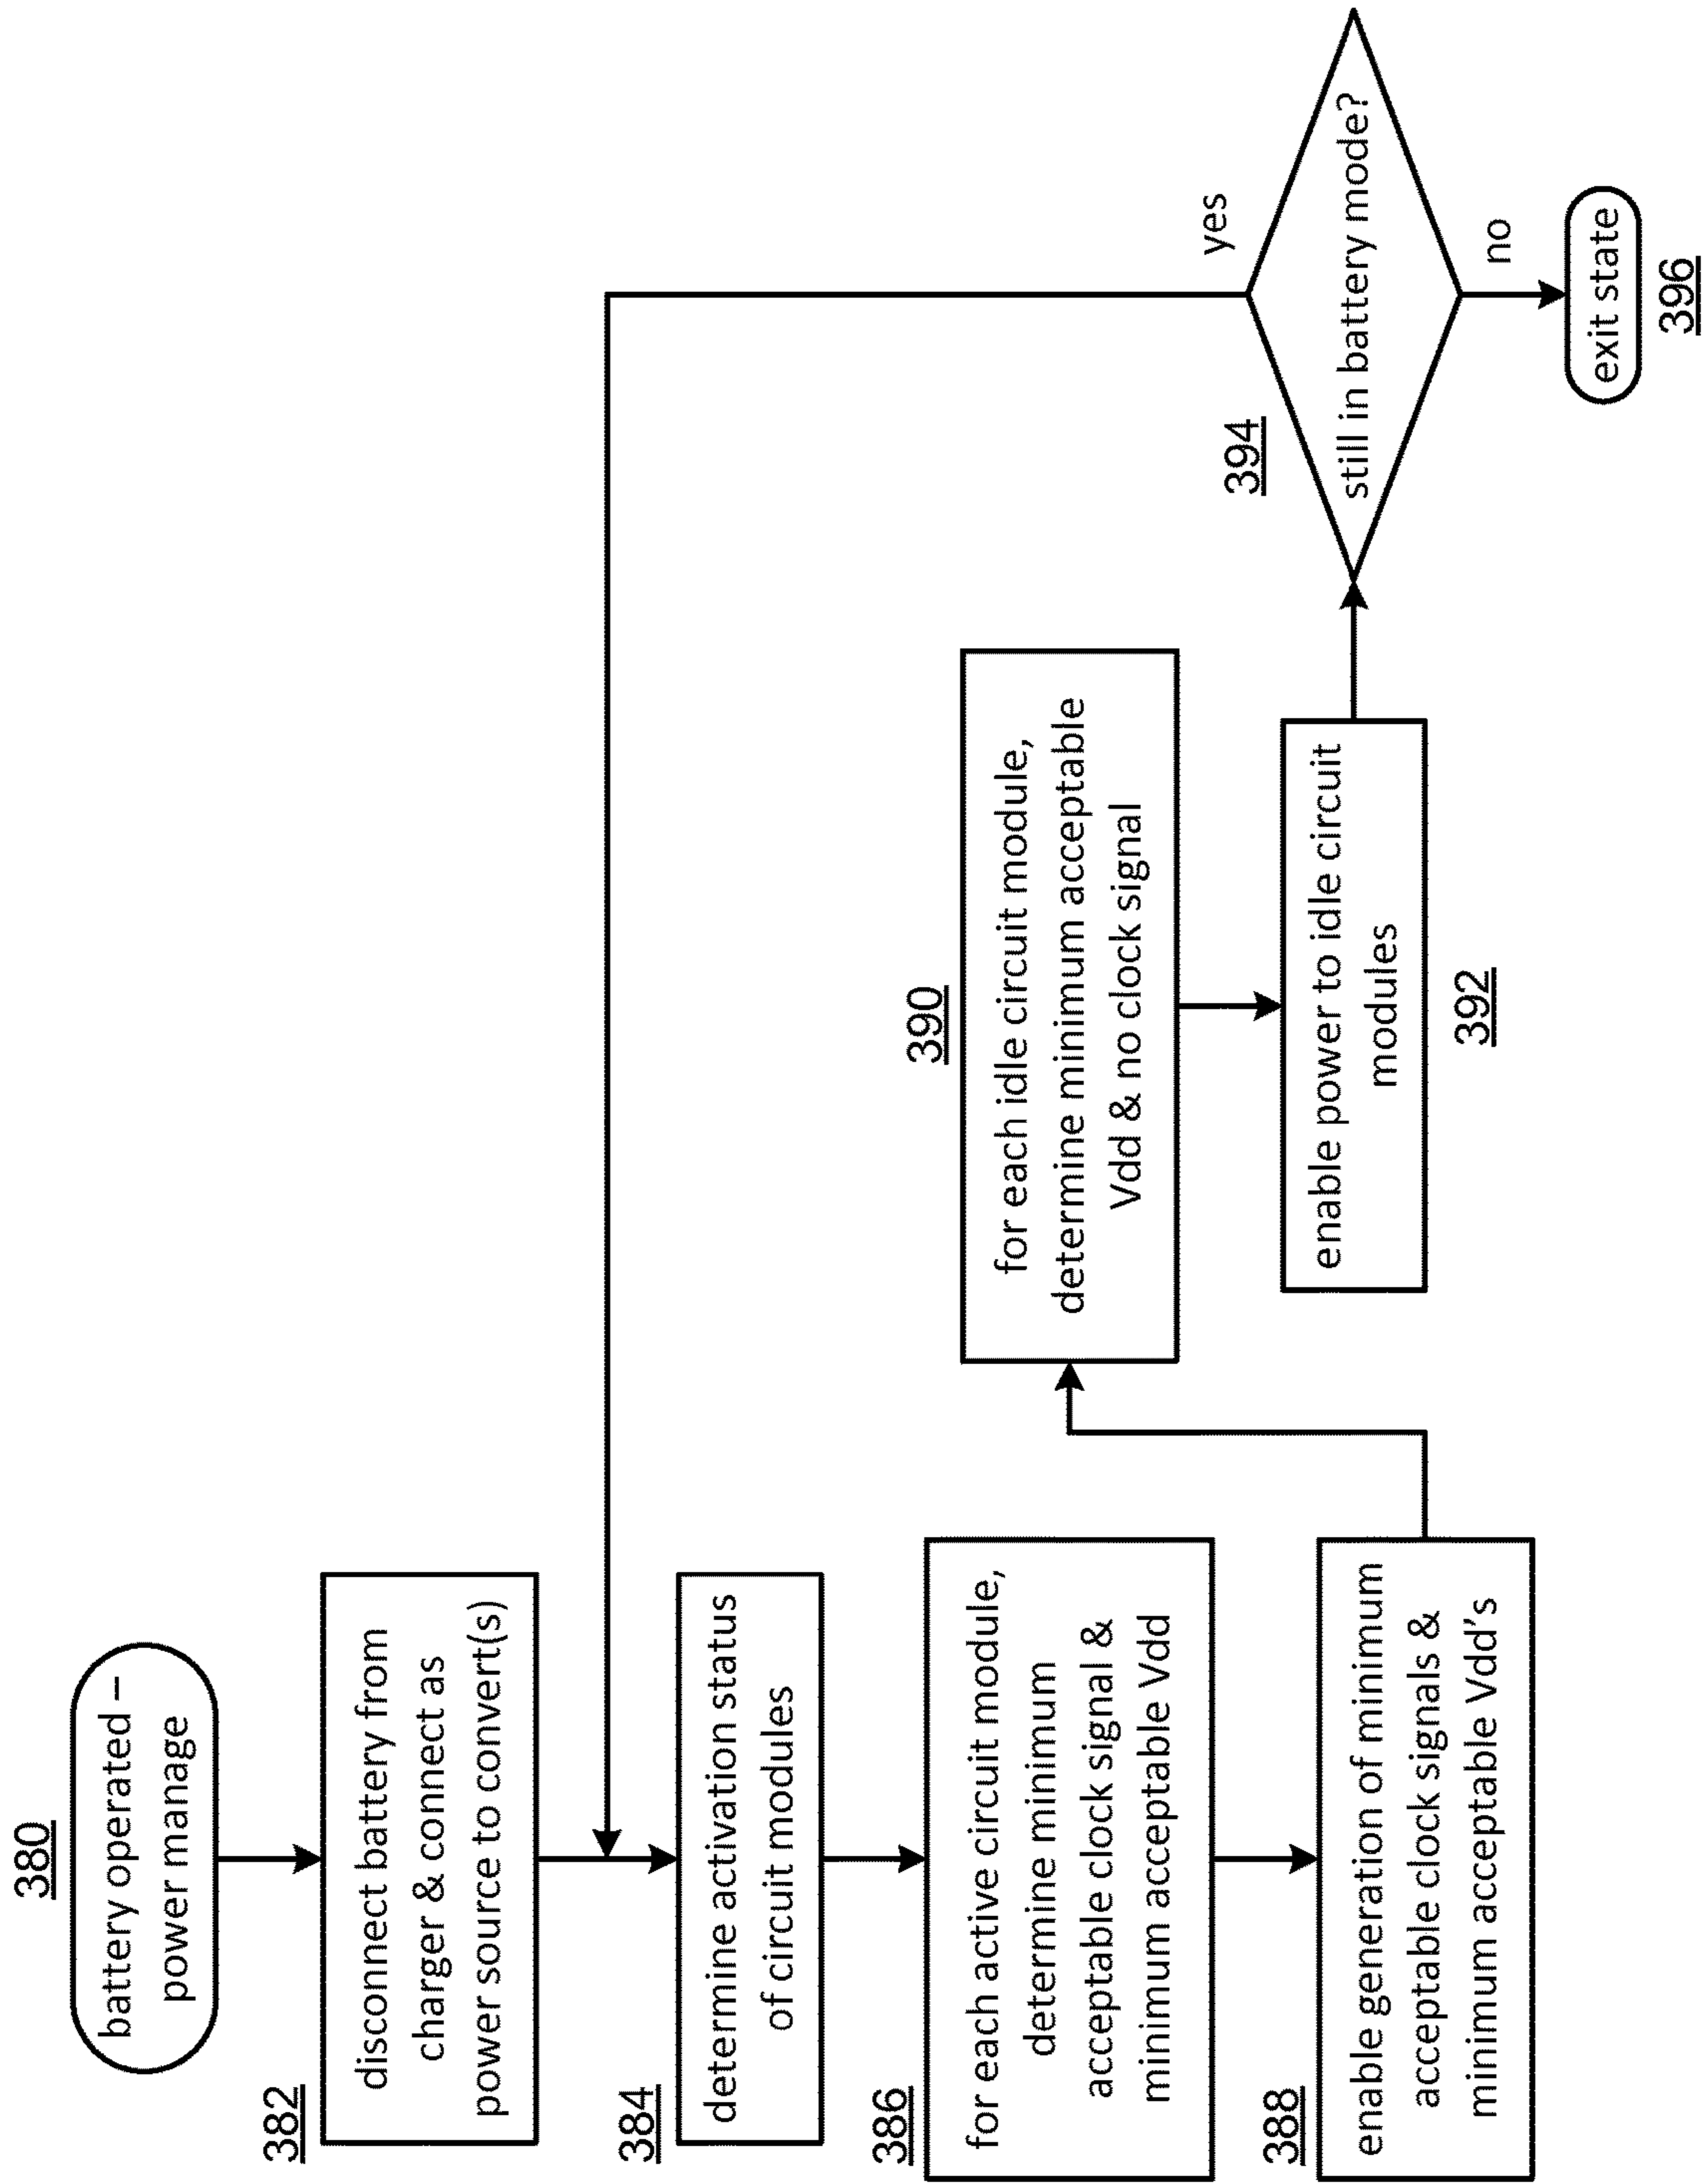 380
battery operated –
power manage
382
disconnect battery from
charger & connect as
power source to convert(s)
384
determine activation status
of circuit modules
386
for each active circuit module,
determine minimum
acceptable clock signal &
minimum acceptable Vdd
388
enable generation of minimum
acceptable clock signals &
minimum acceptable Vdd's
390
for each idle circuit module,
determine minimum acceptable
Vdd & no clock signal
enable power to idle circuit
modules
392
394
still in battery mode?
yes
no
exit state
396